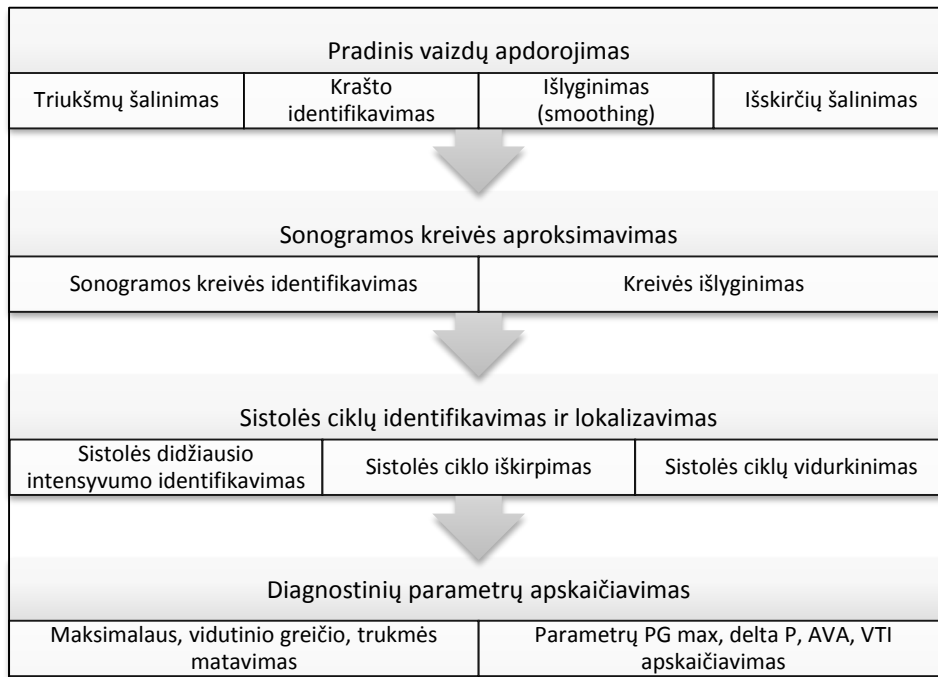 Pradinis vaizdų apdorojimas
Triukšmų šalinimas
Krašto
identifikavimas
Išlyginimas
(smoothing)
Išskirčių šalinimas
Sonogramos kreivės aproksimavimas
Sonogramos kreivės identifikavimas
Kreivės išlyginimas
Sistolės ciklų identifikavimas ir lokalizavimas
Sistolės didžiausio
intensyvumo identifikavimas
Sistolės ciklo iškirpimas
Sistolės ciklų vidurkinimas
Diagnostinių parametrų apskaičiavimas
Maksimalaus, vidutinio greičio, trukmės
matavimas
Parametrų PG max, delta P, AVA, VTI
apskaičiavimas